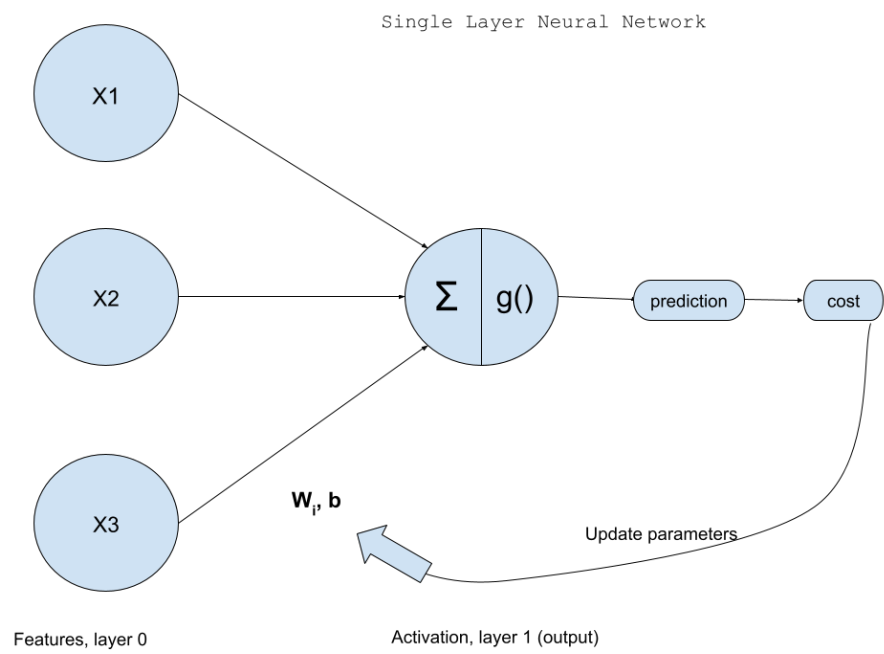 Single Layer Neural Network
X1
X2
Σ g()
prediction
cost
X3
Wi, b
Update parameters
Features, layer 0
Activation, layer 1 (output)